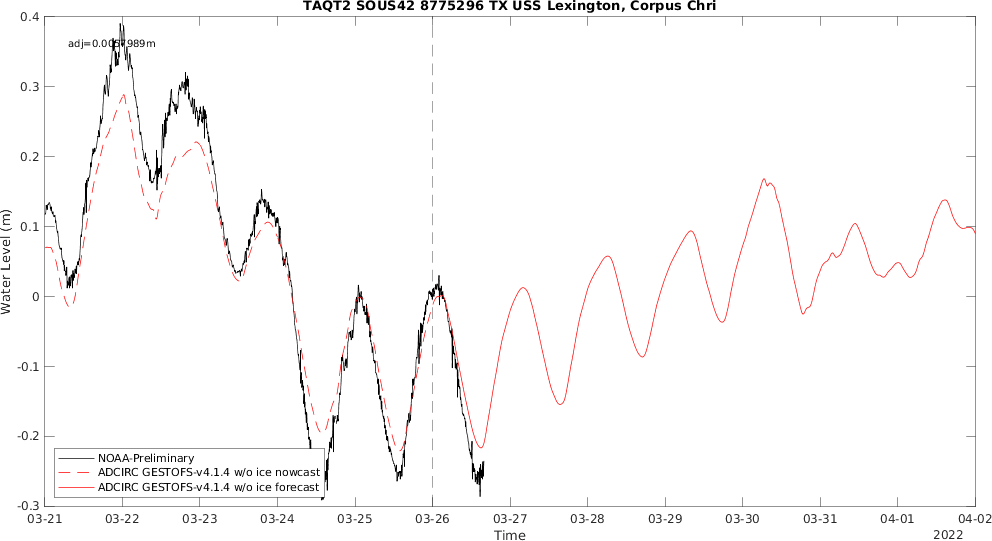 TAQT2 SOUS42 8775296 TX USS Lexington, Corpus Chri
0.4
0.3
0.2
0.1
0
-0.1
-0.2
-0.3
Water Level (m)
NOAA-Preliminary
ADCIRC GESTOFS-v4.1.4 w/o ice nowcast
ADCIRC GESTOFS-v4.1.4 w/o ice forecast
03-21 03-22 03-23 03-24 03-25 03-26 03-27 03-28 03-29 03-30 03-31 04-01 04-02
Time
2022